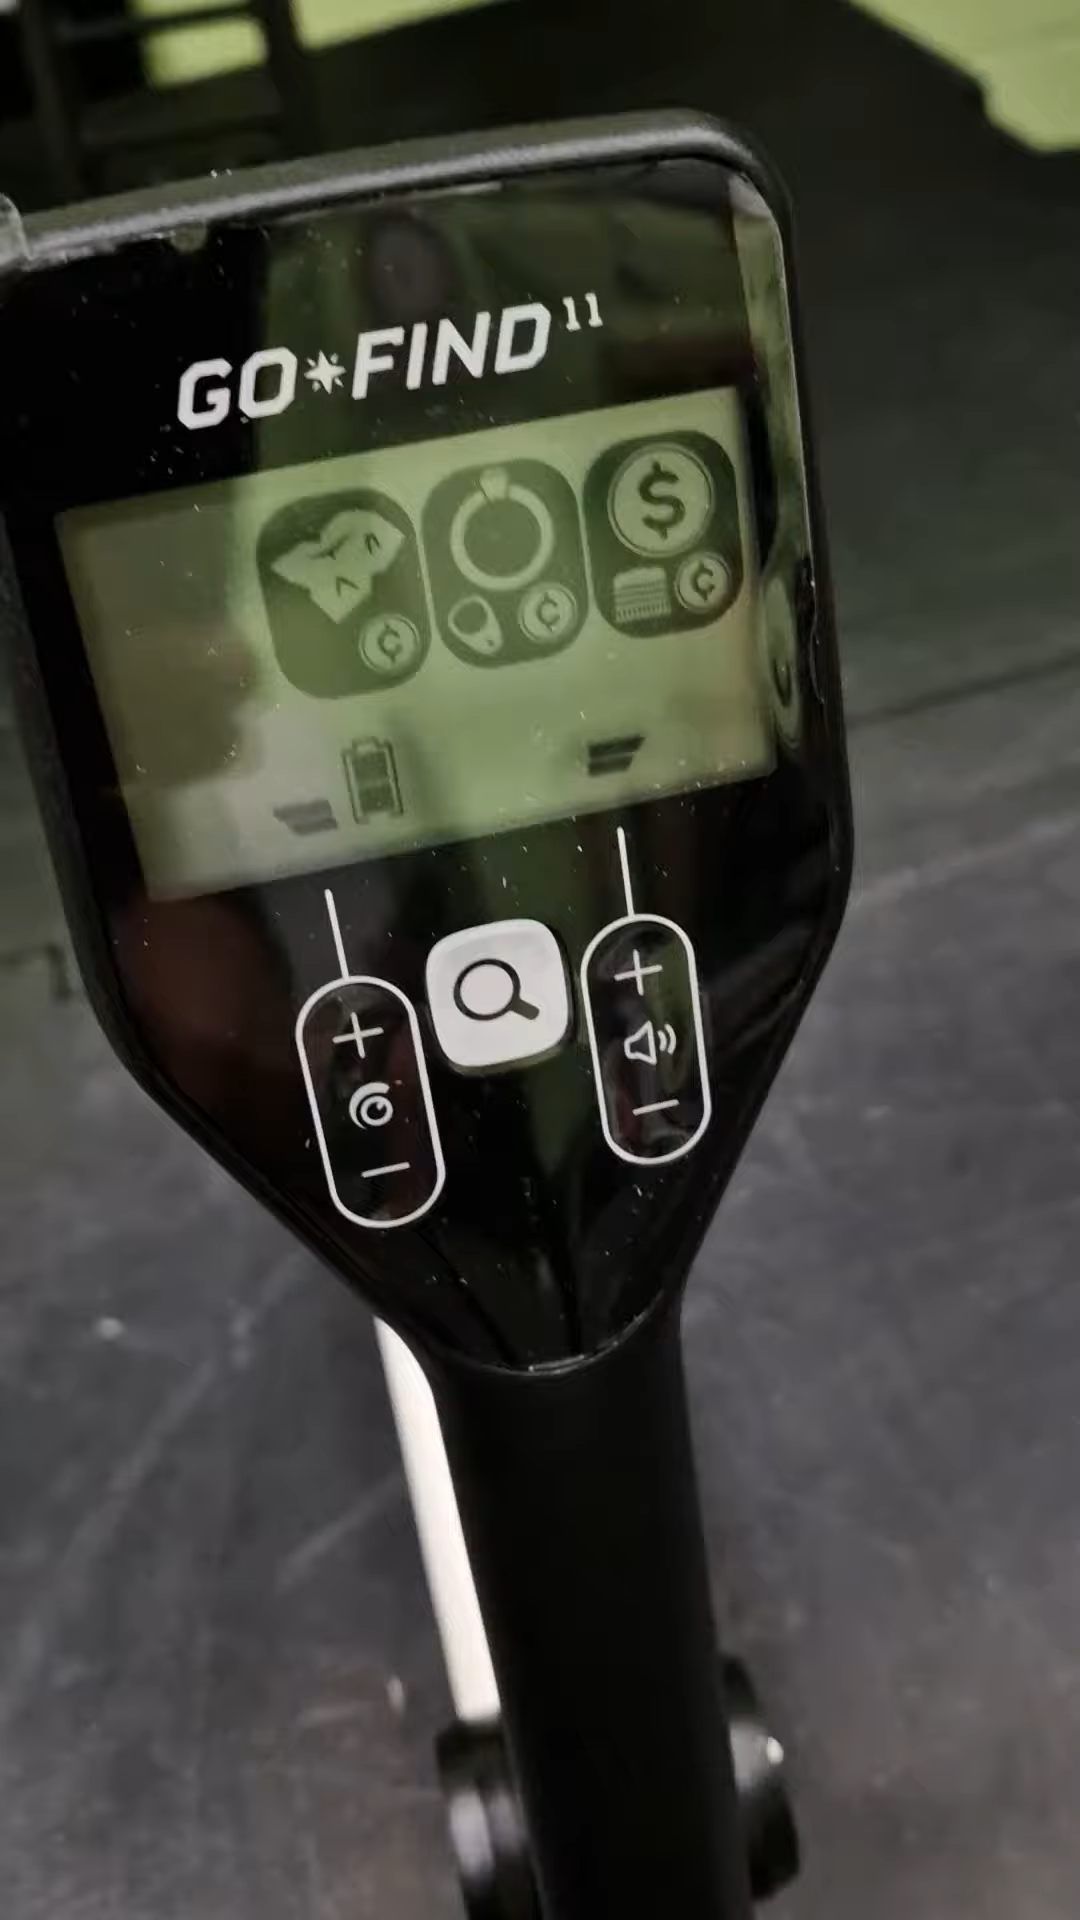 GO*FIND 11
$
¢ ¢ ¢
+ +
- -